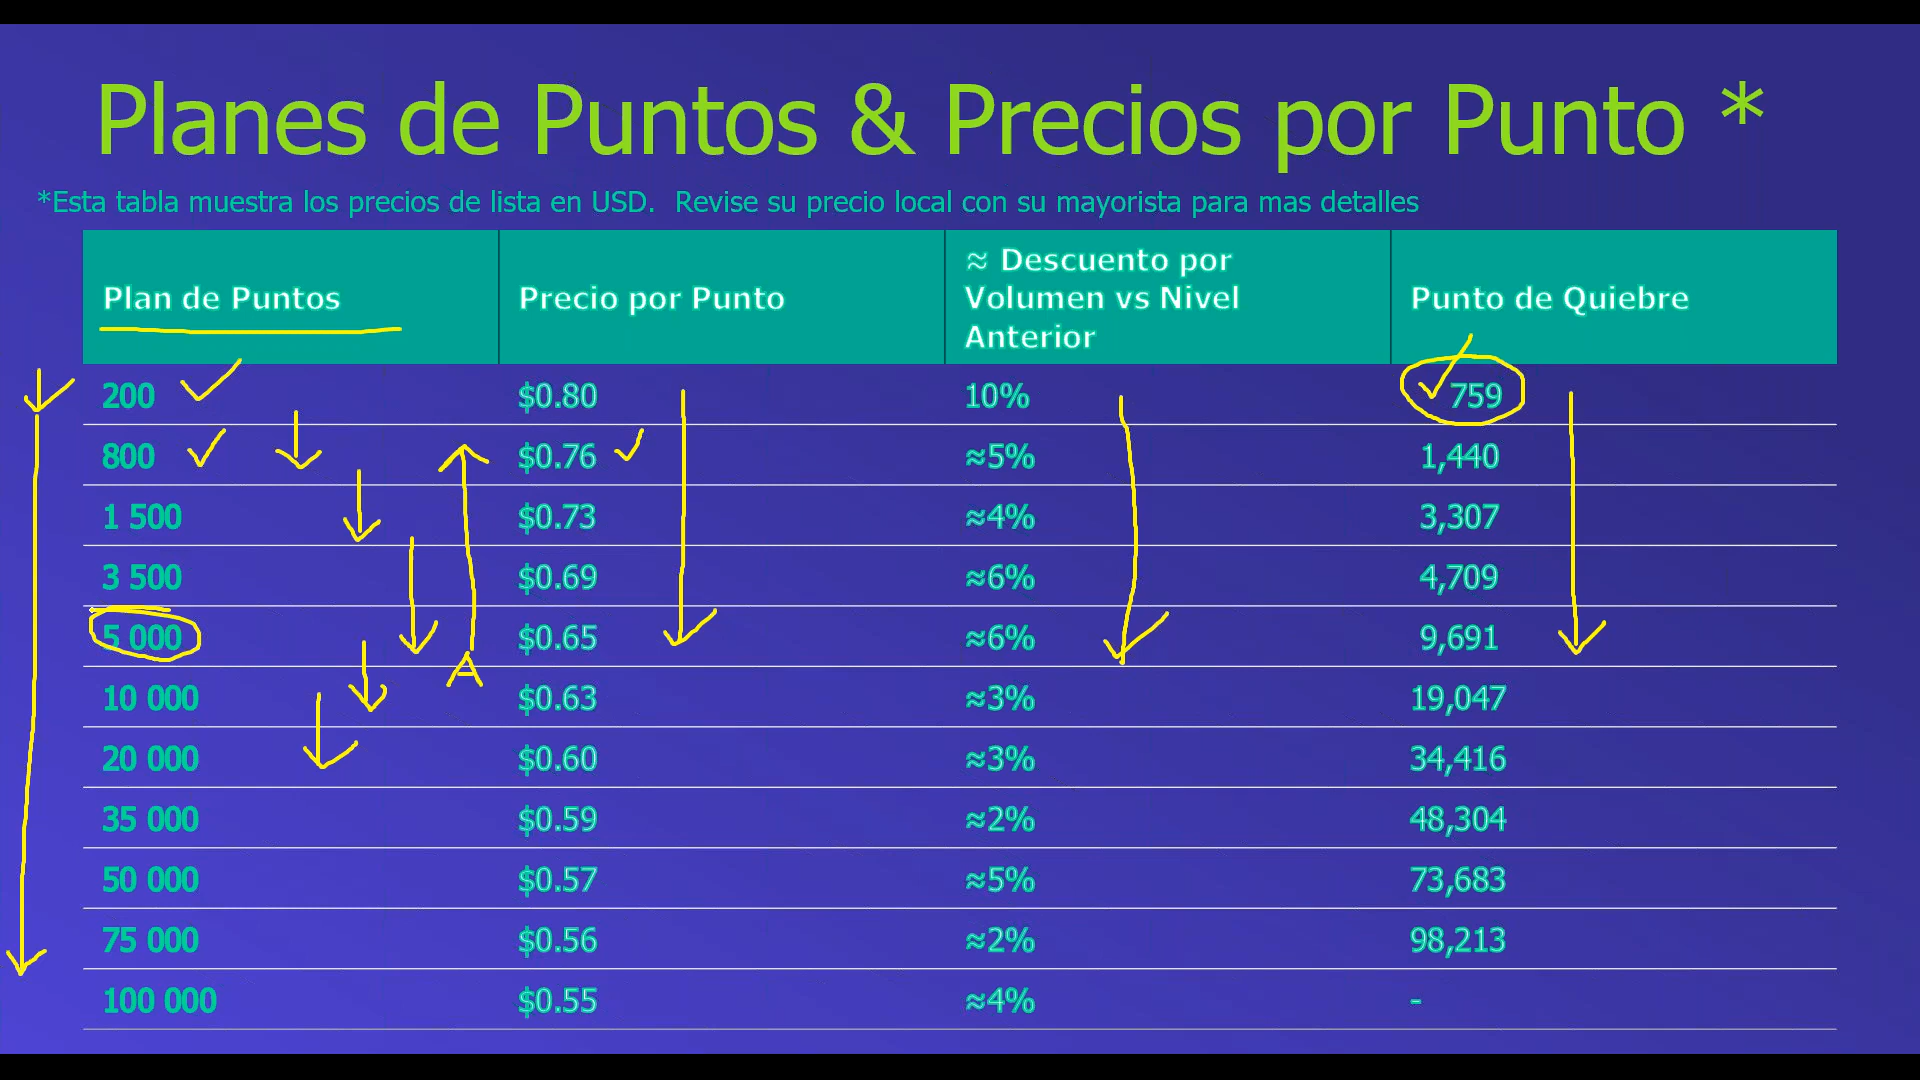 Planes de Puntos & Precios por Punto *
*Esta tabla muestra los precios de lista en USD. Revise su precio local con su mayorista para mas detalles
Plan de Puntos Precio por Punto ≈ Descuento por Volumen vs Nivel Anterior Punto de Quiebre
200 $0.80 10% 759
800 $0.76 ≈5% 1,440
1 500 $0.73 ≈4% 3,307
3 500 $0.69 ≈6% 4,709
5 000 $0.65 ≈6% 9,691
A
10 000 $0.63 ≈3% 19,047
20 000 $0.60 ≈3% 34,416
35 000 $0.59 ≈2% 48,304
50 000 $0.57 ≈5% 73,683
75 000 $0.56 ≈2% 98,213
100 000 $0.55 ≈4% -